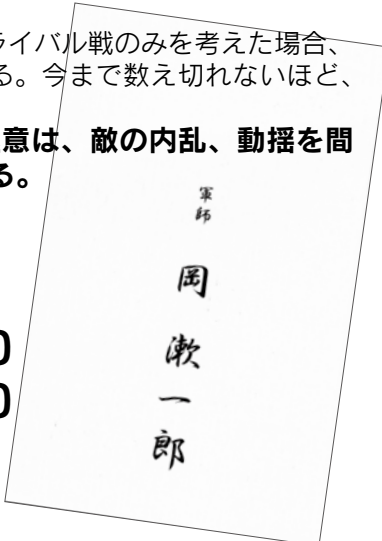 ライバル戦のみを考えた場合、
る。今まで数え切れないほど、
意は、敵の内乱、動揺を間
る。
軍師
岡漱一郎